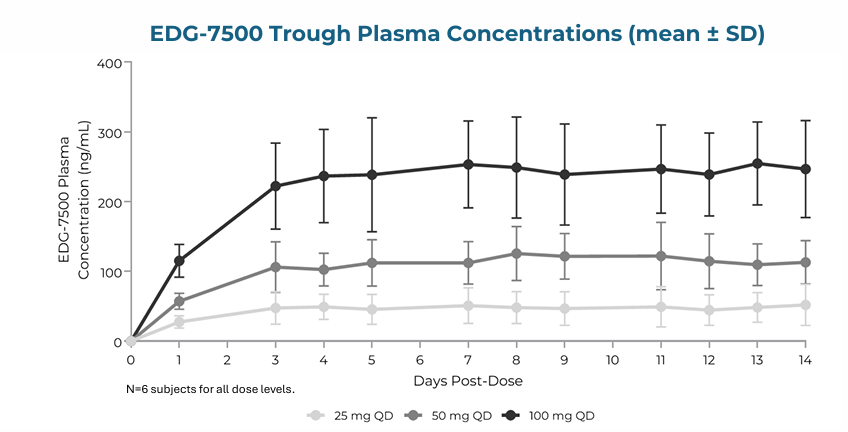 EDG-7500 Trough Plasma Concentrations (mean ± SD)
EDG-7500 Plasma
Concentration (ng/mL)
400
300
200
100
0
0 1 2 3 4 5 6 7 8 9 10 11 12 13 14
Days Post-Dose
N=6 subjects for all dose levels.
25 mg QD 50 mg QD 100 mg QD